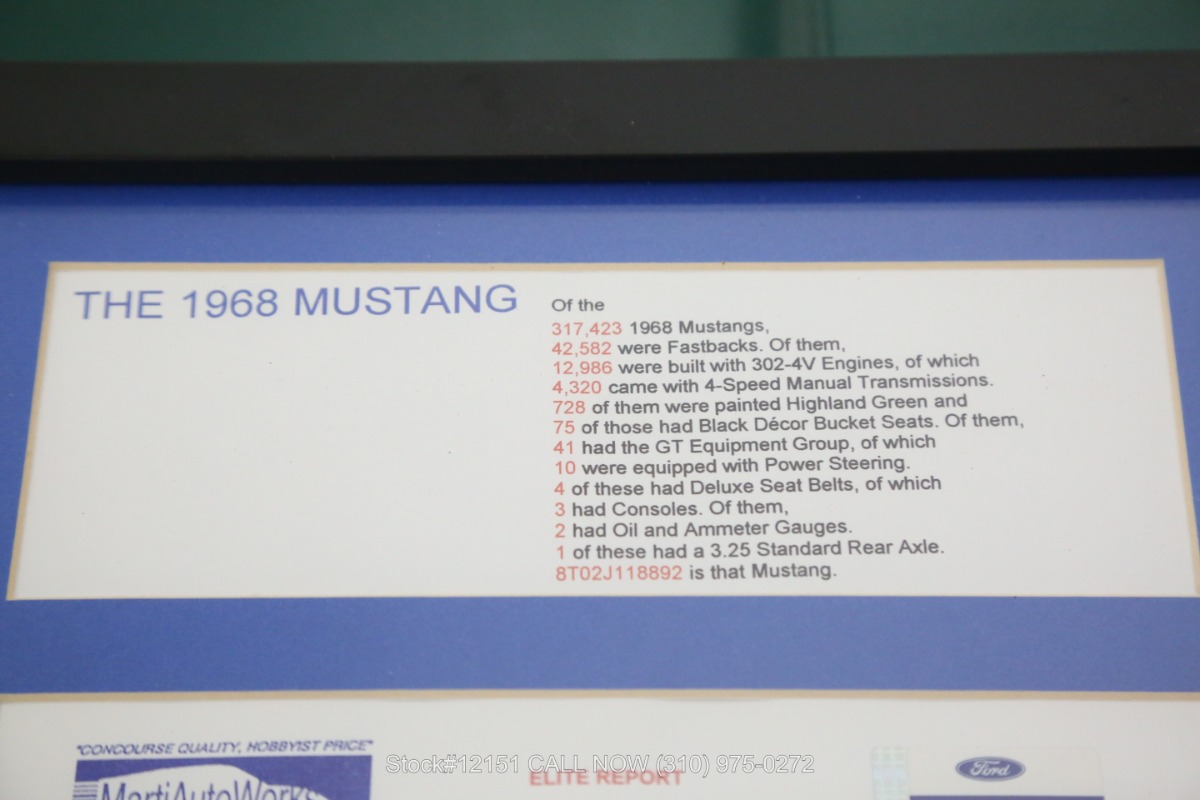 THE 1968 MUSTANG
Of the
317,423 1968 Mustangs,
42,582 were Fastbacks. Of them,
12,986 were built with 302-4V Engines, of which
4,320 came with 4-Speed Manual Transmissions.
728 of them were painted Highland Green and
75 of those had Black Décor Bucket Seats. Of them,
41 had the GT Equipment Group, of which
10 were equipped with Power Steering.
4 of these had Deluxe Seat Belts, of which
3 had Consoles. Of them,
2 had Oil and Ammeter Gauges.
1 of these had a 3.25 Standard Rear Axle.
8T02J118892 is that Mustang.
"CONCOURSE QUALITY, HOBBYIST PRICE"
MartiAutoWorks
ELITE REPORT
Ford
Stock#12151 CALL NOW (310) 975-0272